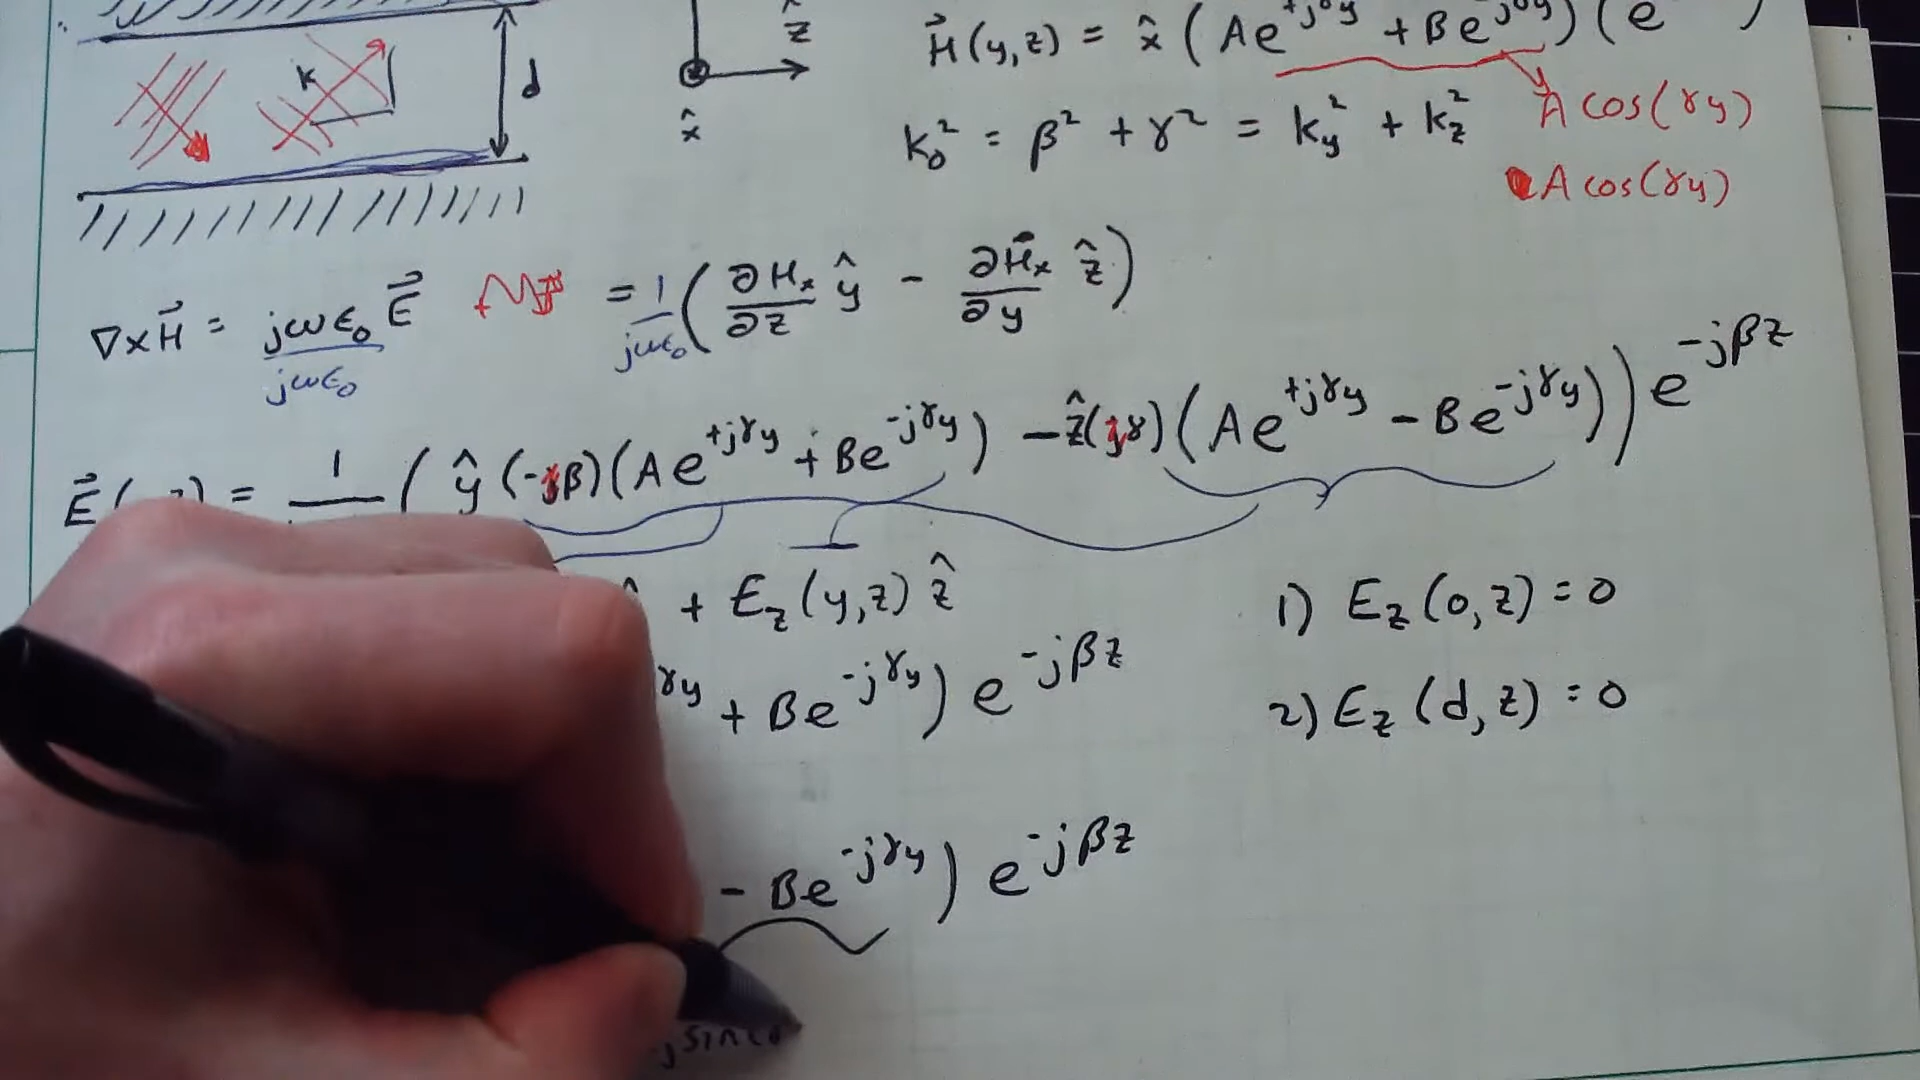 H⃗(y,z) = x̂ (Ae^{+jγy} + Be^{-jγy})(e )
ẑ
k
d
x̂
k₀² = β² + γ² = k_y² + k_z²
A cos(γy)
A cos(γy)
∇×H⃗ = jωε₀ E⃗ = 1/jωε₀ (∂Hₓ/∂z ŷ - ∂Hₓ/∂y ẑ)
jωε₀
E⃗( z) = 1 ( ŷ (-jβ)(Ae^{+jγy} + Be^{-jγy}) - ẑ(jγ)(Ae^{+jγy} - Be^{-jγy}))e^{-jβz}
+ E_z(y,z) ẑ
1) E_z(0,z) = 0
γy + Be^{-jγy}) e^{-jβz}
2) E_z(d,z) = 0
- Be^{-jγy}) e^{-jβz}
j sin(